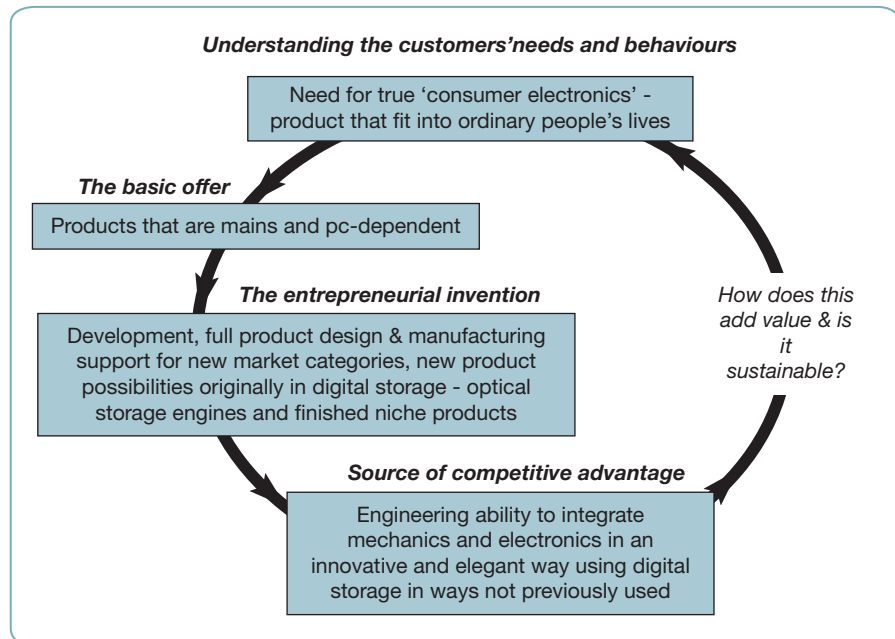 Understanding the customers'needs and behaviours
Need for true 'consumer electronics' -
product that fit into ordinary people's lives
The basic offer
Products that are mains and pc-dependent
The entrepreneurial invention
Development, full product design & manufacturing
support for new market categories, new product
possibilities originally in digital storage - optical
storage engines and finished niche products
How does this
add value & is
it
sustainable?
Source of competitive advantage
Engineering ability to integrate
mechanics and electronics in an
innovative and elegant way using digital
storage in ways not previously used